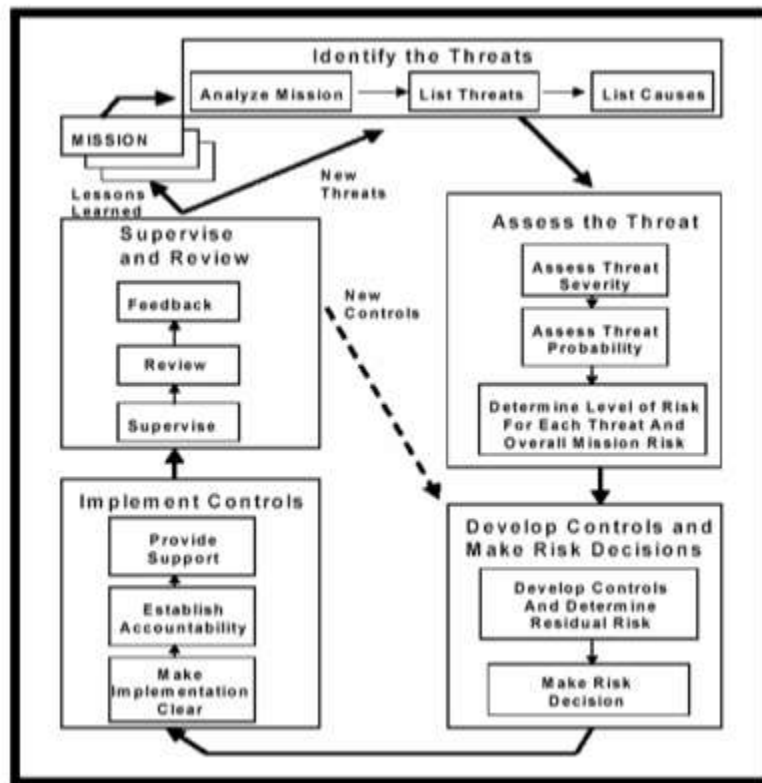 Identify the Threats
Analyze Mission
List Threats
List Causes
MISSION
Lessons
Learned
New
Threats
Assess the Threat
Assess Threat
Severity
Assess Threat
Probability
Determine Level of Risk
For Each Threat And
Overall Mission Risk
Supervise
and Review
Feedback
Review
Supervise
New
Controls
Implement Controls
Provide
Support
Establish
Accountability
Make
Implementation
Clear
Develop Controls and
Make Risk Decisions
Develop Controls
And Determine
Residual Risk
Make Risk
Decision